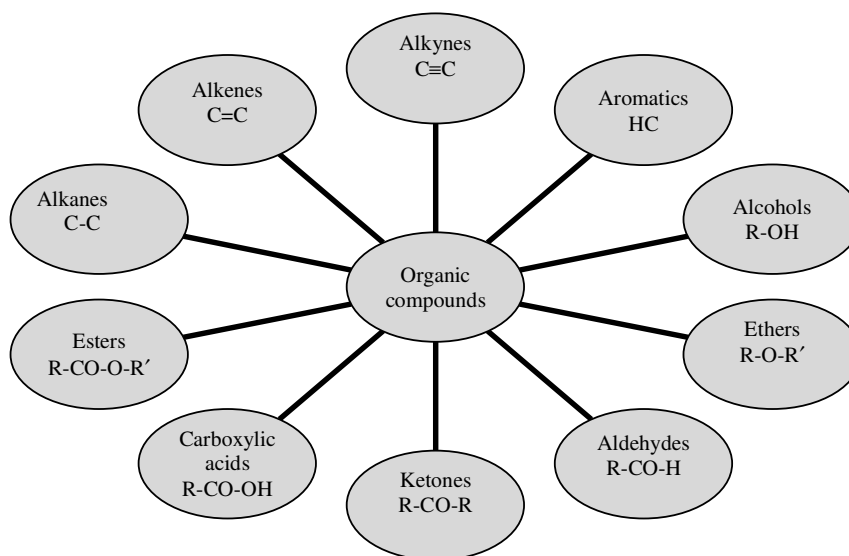 Alkynes
C≡C
Alkenes
C=C
Aromatics
HC
Alkanes
C-C
Alcohols
R-OH
Organic
compounds
Esters
R-CO-O-R′
Ethers
R-O-R′
Carboxylic
acids
R-CO-OH
Ketones
R-CO-R
Aldehydes
R-CO-H